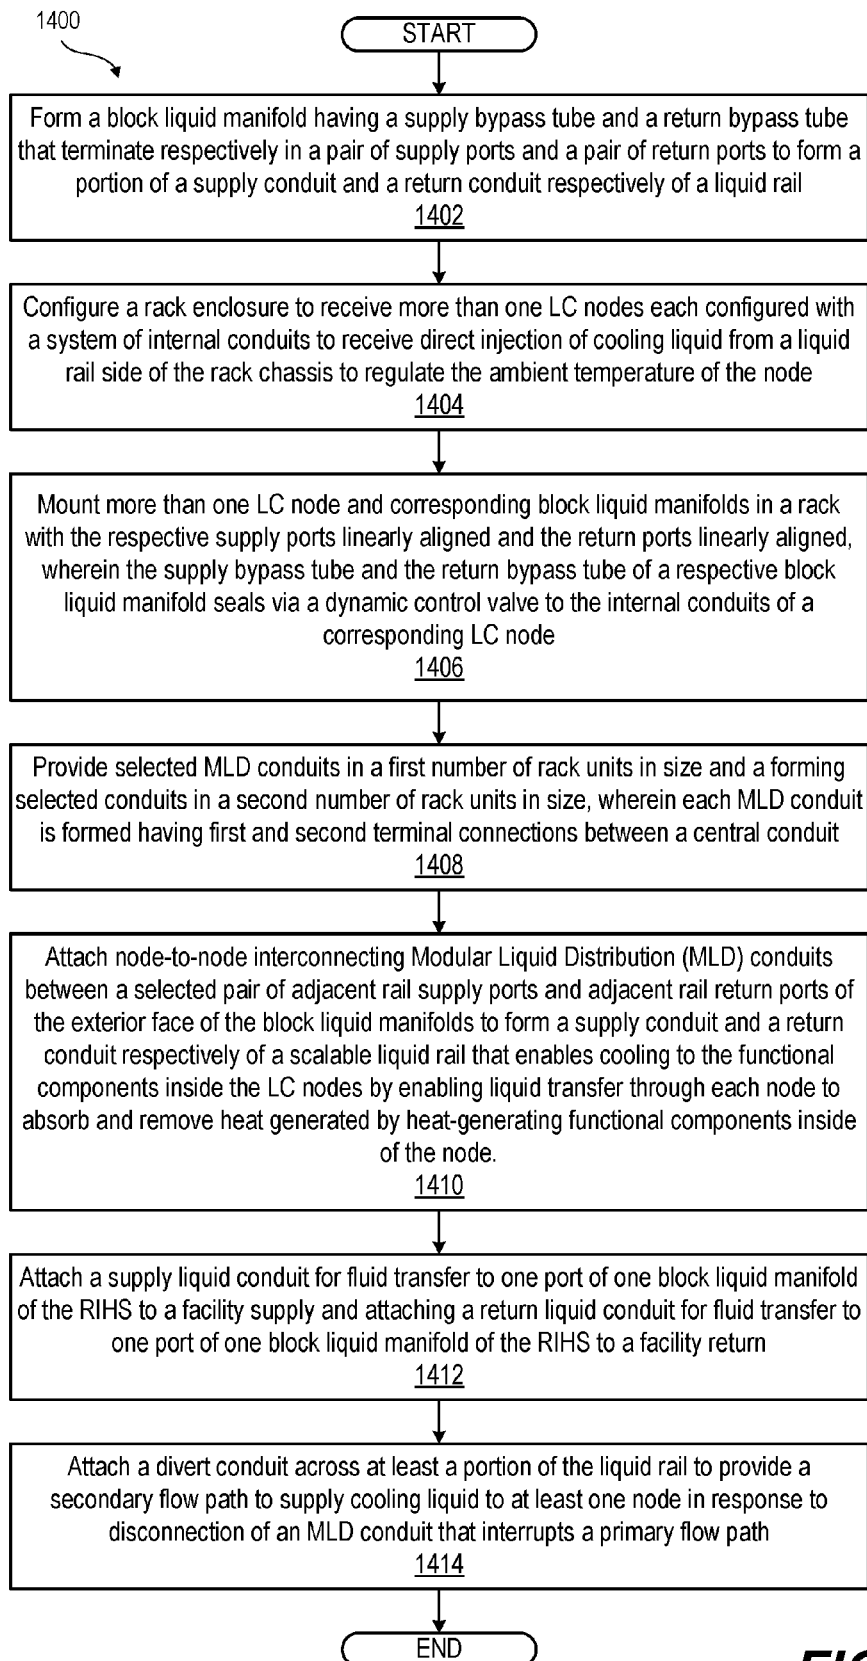 1400
START
Form a block liquid manifold having a supply bypass tube and a return bypass tube
that terminate respectively in a pair of supply ports and a pair of return ports to form a
portion of a supply conduit and a return conduit respectively of a liquid rail
1402
Configure a rack enclosure to receive more than one LC nodes each configured with
a system of internal conduits to receive direct injection of cooling liquid from a liquid
rail side of the rack chassis to regulate the ambient temperature of the node
1404
Mount more than one LC node and corresponding block liquid manifolds in a rack
with the respective supply ports linearly aligned and the return ports linearly aligned,
wherein the supply bypass tube and the return bypass tube of a respective block
liquid manifold seals via a dynamic control valve to the internal conduits of a
corresponding LC node
1406
Provide selected MLD conduits in a first number of rack units in size and a forming
selected conduits in a second number of rack units in size, wherein each MLD conduit
is formed having first and second terminal connections between a central conduit
1408
Attach node-to-node interconnecting Modular Liquid Distribution (MLD) conduits
between a selected pair of adjacent rail supply ports and adjacent rail return ports of
the exterior face of the block liquid manifolds to form a supply conduit and a return
conduit respectively of a scalable liquid rail that enables cooling to the functional
components inside the LC nodes by enabling liquid transfer through each node to
absorb and remove heat generated by heat-generating functional components inside
of the node.
1410
Attach a supply liquid conduit for fluid transfer to one port of one block liquid manifold
of the RIHS to a facility supply and attaching a return liquid conduit for fluid transfer to
one port of one block liquid manifold of the RIHS to a facility return
1412
Attach a divert conduit across at least a portion of the liquid rail to provide a
secondary flow path to supply cooling liquid to at least one node in response to
disconnection of an MLD conduit that interrupts a primary flow path
1414
END